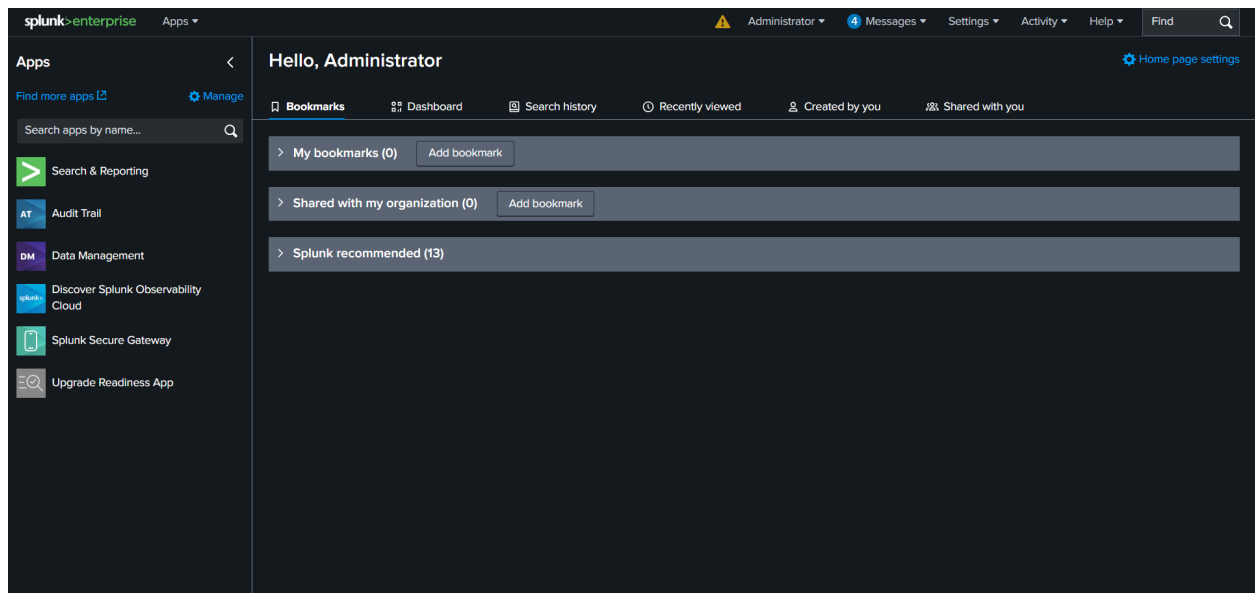 splunk>enterprise Apps Administrator 4 Messages Settings Activity Help Find
Apps
Find more apps Manage
Search apps by name...
Search & Reporting
AT Audit Trail
DM Data Management
splunk> Discover Splunk Observability
Cloud
Splunk Secure Gateway
Upgrade Readiness App
Hello, Administrator
Home page settings
Bookmarks Dashboard Search history Recently viewed Created by you Shared with you
My bookmarks (0) Add bookmark
Shared with my organization (0) Add bookmark
Splunk recommended (13)